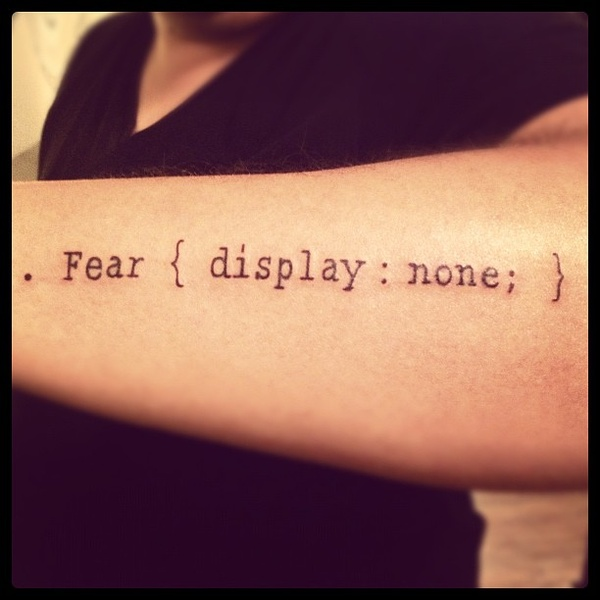 . Fear { display : none; }